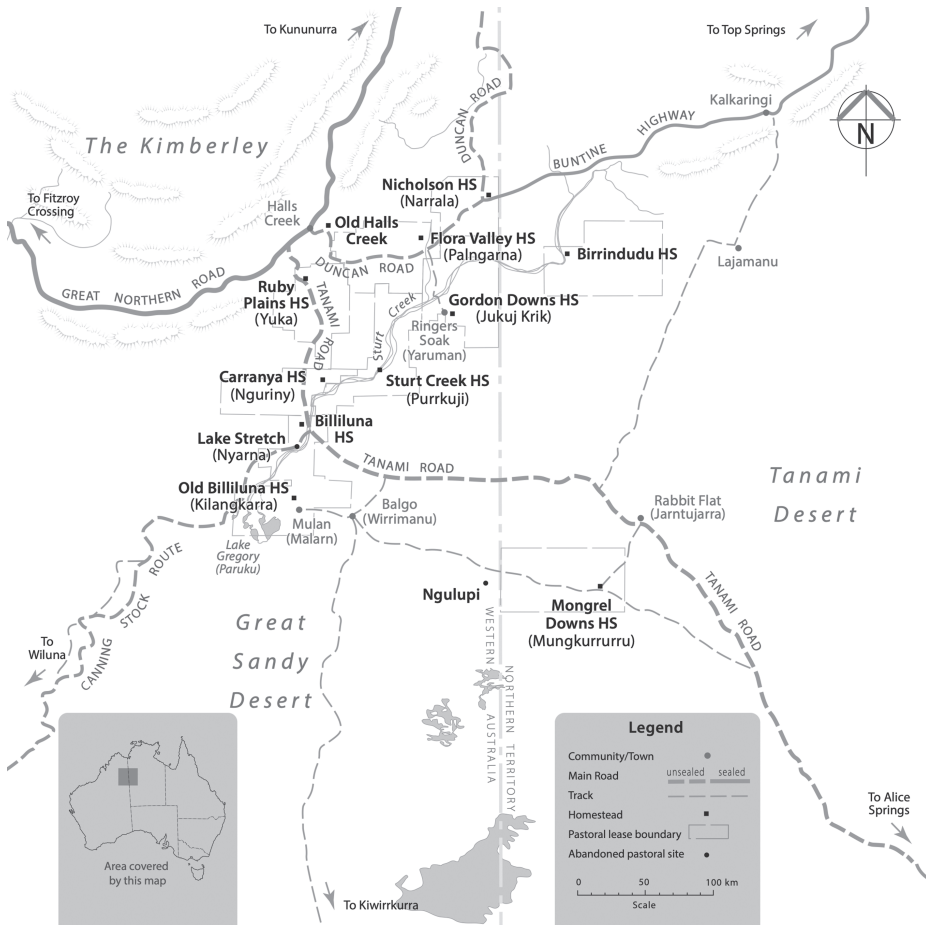 To Kununurra
To Top Springs
Kalkaringi
DUNCAN ROAD
BUNTINE HIGHWAY
N
The Kimberley
To Fitzroy
Crossing
Halls
Creek
Nicholson HS
(Narrala)
Old Halls
Creek
Flora Valley HS
(Palngarna)
Birrindudu HS
Lajamanu
DUNCAN ROAD
GREAT NORTHERN ROAD
Ruby
Plains HS
(Yuka)
TANAMI ROAD
Sturt Creek
Gordon Downs HS
(Jukuj Krik)
Ringers
Soak
(Yaruman)
Carranya HS
(Nguriny)
Sturt Creek HS
(Purrkuji)
Billiluna
HS
Lake Stretch
(Nyarna)
TANAMI ROAD
Tanami
Desert
Old Billiluna HS
(Kilangkarra)
Mulan
(Malarn)
Balgo
(Wirrimanu)
Rabbit Flat
(Jarntujarra)
Lake
Gregory
(Paruku)
CANNING STOCK ROUTE
To
Wiluna
Great
Sandy
Desert
Ngulupi
Mongrel
Downs HS
(Mungkurrurru)
TANAMI ROAD
WESTERN AUSTRALIA
NORTHERN TERRITORY
To Alice
Springs
To Kiwirrkurra
Area covered
by this map
Legend
Community/Town
Main Road unsealed sealed
Track
Homestead
Pastoral lease boundary
Abandoned pastoral site
0 50 100 km
Scale